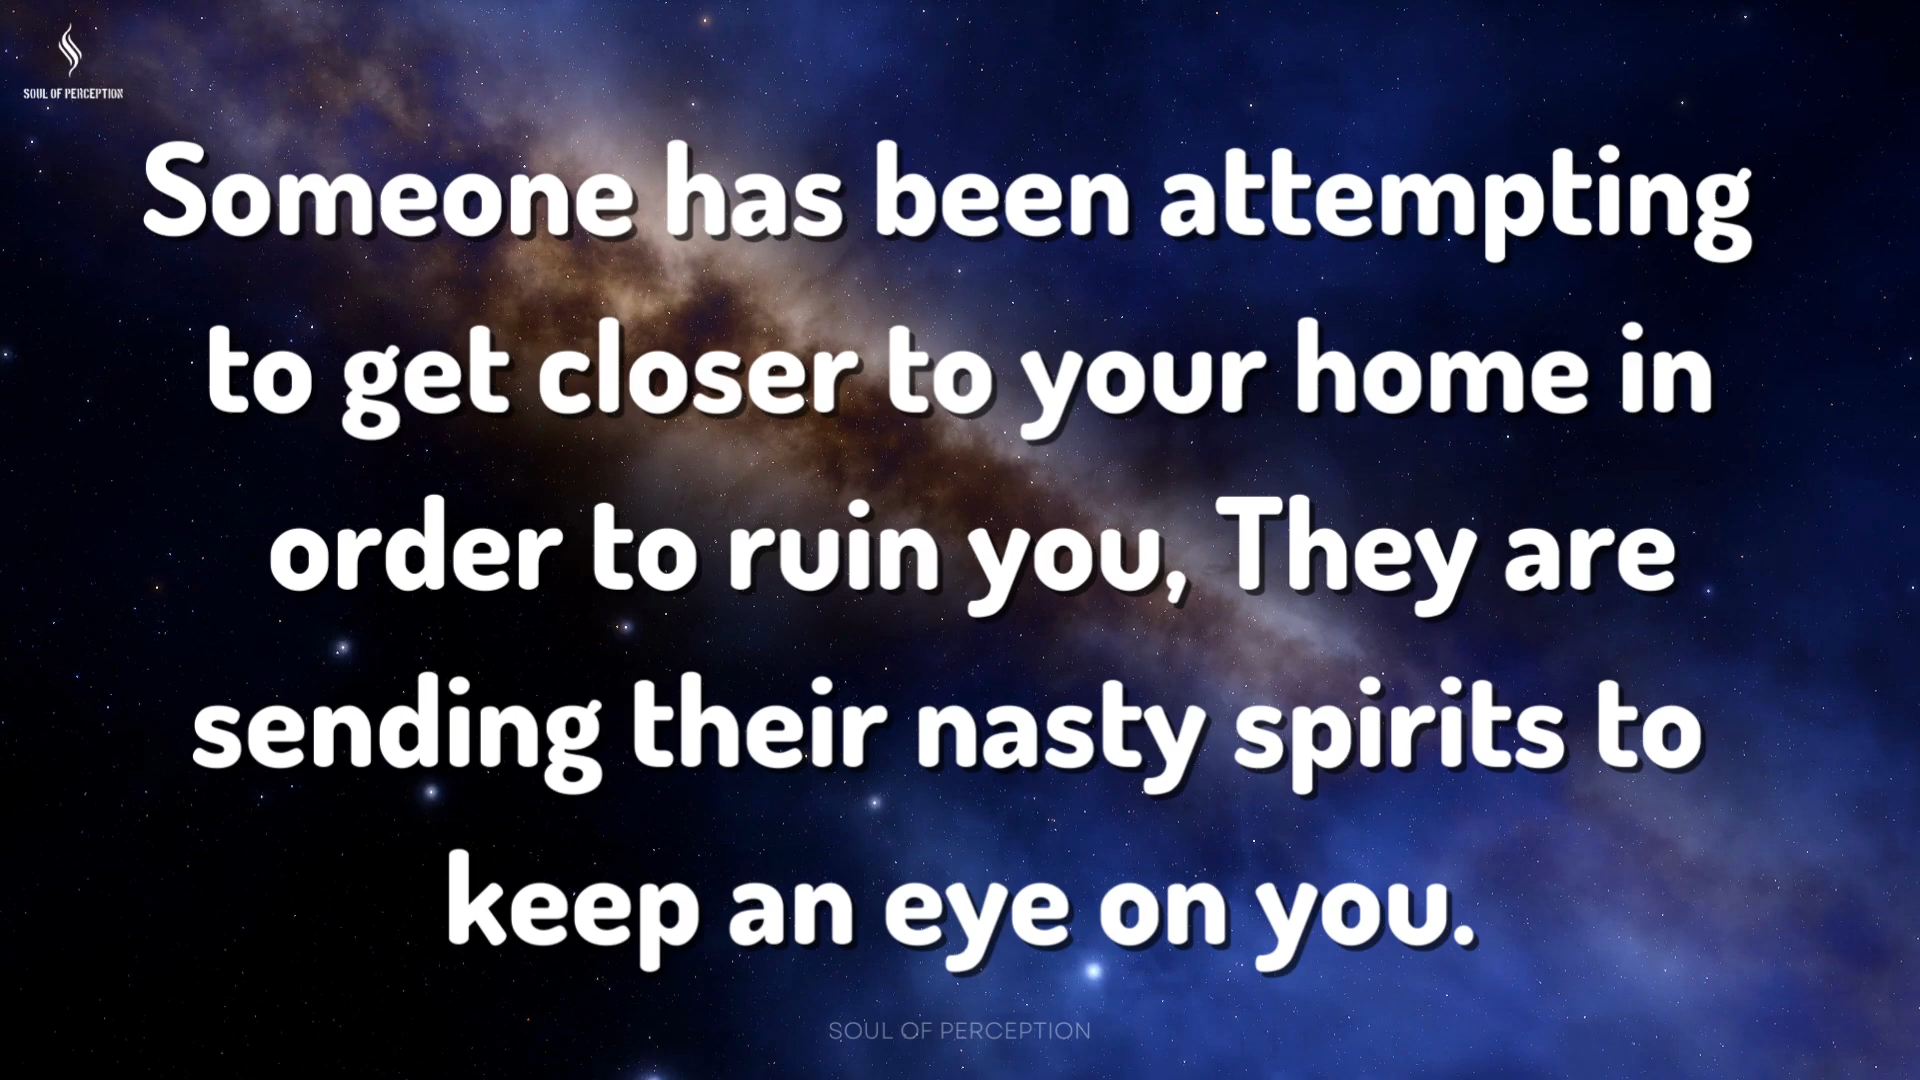 SOUL OF PERCEPTION
Someone has been attempting
to get closer to your home in
order to ruin you, They are
sending their nasty spirits to
keep an eye on you.
SOUL OF PERCEPTION